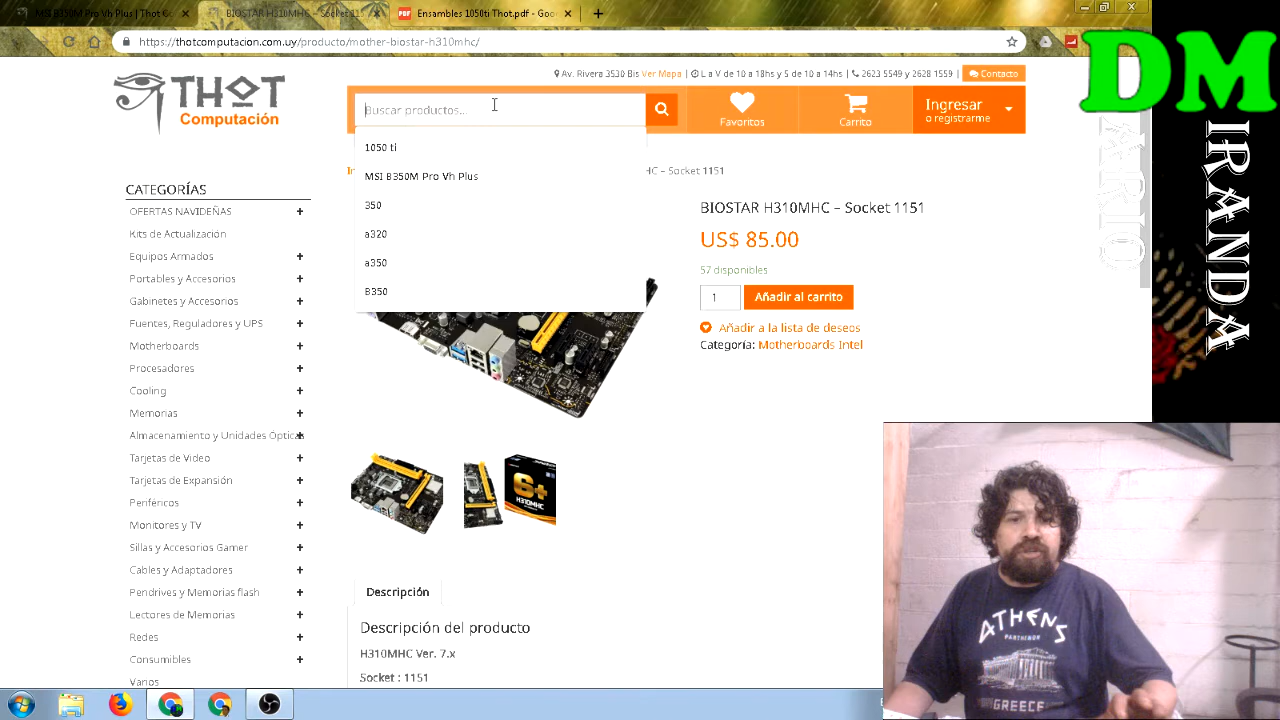 MSI B350M Pro Vh Plus | Thot Co
BIOSTAR H310MHC – Socket 115
PDF Ensambles 1050ti Thot.pdf - Goo
https://thotcomputacion.com.uy/producto/mother-biostar-h310mhc/
DM
ARIO
IRANDA
THOT
Computación
Av. Rivera 3530 Bis Ver Mapa | L a V de 10 a 18hs y S de 10 a 14hs | 2623 5549 y 2628 1559 | Contacto
Buscar productos...
Favoritos
Carrito
Ingresar
o registrarme
1050 ti
MSI B350M Pro Vh Plus
350
a320
a350
B350
HC – Socket 1151
CATEGORÍAS
OFERTAS NAVIDEÑAS +
Kits de Actualización
Equipos Armados +
Portables y Accesorios +
Gabinetes y Accesorios +
Fuentes, Reguladores y UPS +
Motherboards +
Procesadores +
Cooling +
Memorias +
Almacenamiento y Unidades Ópticas +
Tarjetas de Video +
Tarjetas de Expansión +
Periféricos +
Monitores y TV +
Sillas y Accesorios Gamer +
Cables y Adaptadores +
Pendrives y Memorias flash +
Lectores de Memorias +
Redes +
Consumibles +
Varios
BIOSTAR H310MHC – Socket 1151
US$ 85.00
57 disponibles
1
Añadir al carrito
Añadir a la lista de deseos
Categoría: Motherboards Intel
6+
H310MHC
Descripción
Descripción del producto
H310MHC Ver. 7.x
Socket : 1151
ATHENS
PARTHENON
GREECE